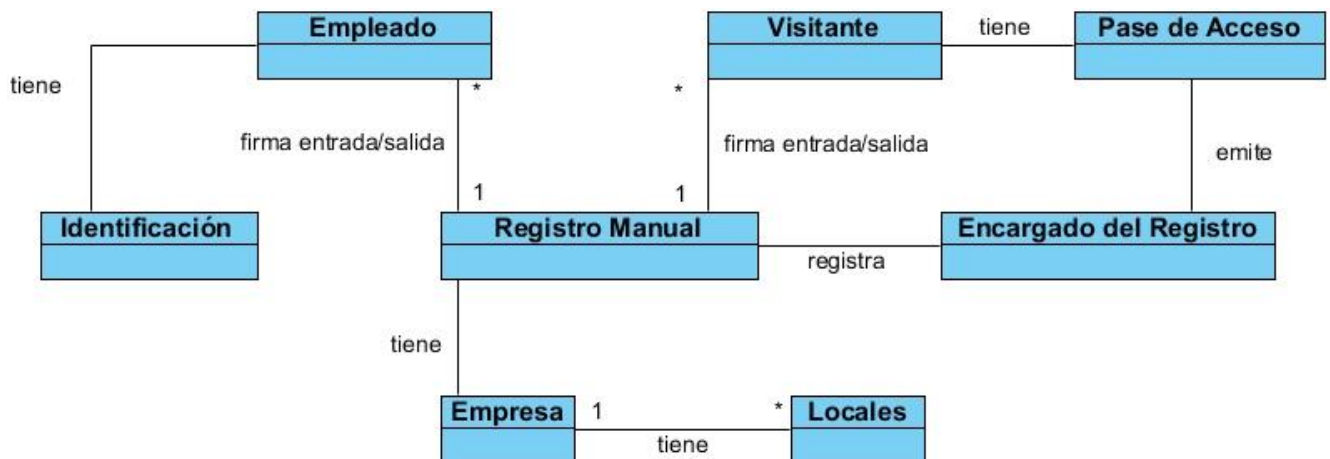 Empleado
Visitante
tiene
Pase de Acceso
tiene
*
*
firma entrada/salida
firma entrada/salida
emite
1
1
Identificación
Registro Manual
Encargado del Registro
registra
tiene
Empresa
1
*
Locales
tiene